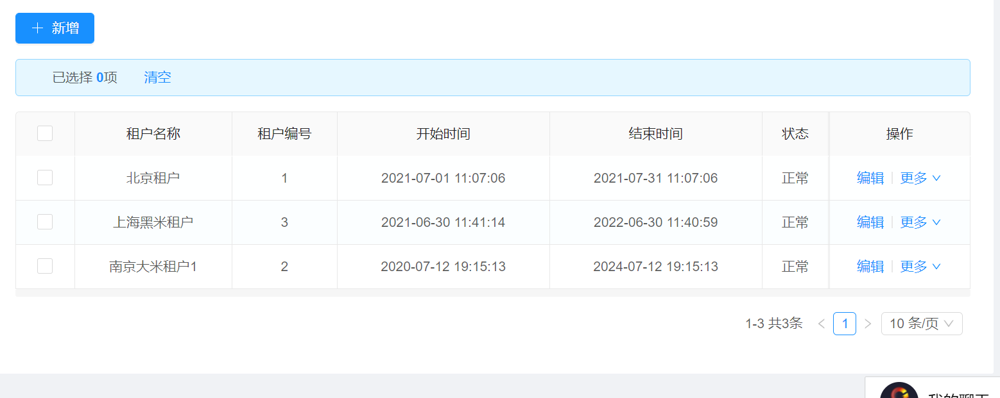 新增
已选择 0项 清空
租户名称 租户编号 开始时间 结束时间 状态 操作
北京租户 1 2021-07-01 11:07:06 2021-07-31 11:07:06 正常 编辑 更多
上海黑米租户 3 2021-06-30 11:41:14 2022-06-30 11:40:59 正常 编辑 更多
南京大米租户1 2 2020-07-12 19:15:13 2024-07-12 19:15:13 正常 编辑 更多
1-3 共3条 1 10 条/页
我的聊天